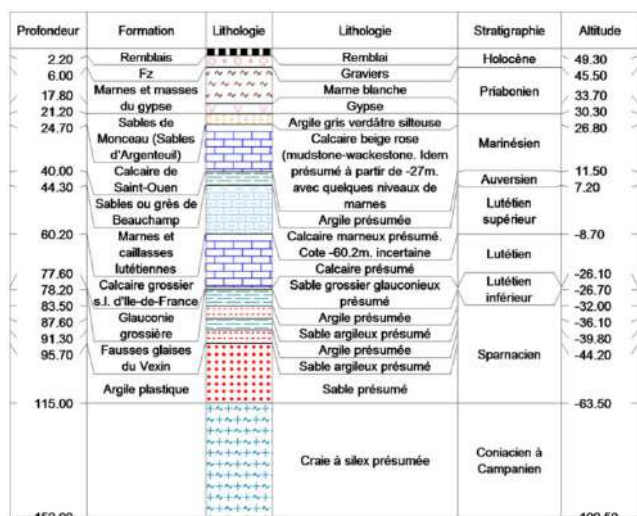 Profondeur Formation Lithologie Lithologie Stratigraphie Altitude
2.20 Remblais Remblai Holocène 49.30
6.00 Fz Graviers 45.50
17.80 Marnes et masses du gypse Marne blanche Priabonien 33.70
21.20 Gypse 30.30
24.70 Sables de Monceau (Sables d'Argenteuil) Argile gris verdâtre silteuse 26.80
40.00 Calcaire de Saint-Ouen Calcaire beige rose (mudstone-wackestone. Idem présumé à partir de -27m. avec quelques niveaux de marnes Marinésien 11.50
44.30 Sables ou grès de Beauchamp Argile présumée Auversien 7.20
60.20 Marnes et caillasses lutétiennes Calcaire marneux présumé. Cote -60.2m. incertaine Lutétien supérieur -8.70
77.60 Calcaire grossier s.l. d'Ile-de-France Calcaire présumé Lutétien -26.10
78.20 Glauconie grossière Sable grossier glauconieux présumé Lutétien inférieur -26.70
83.50 Fausses glaises du Vexin Argile présumée -32.00
87.60 Sable argileux présumé -36.10
91.30 Argile présumée -39.80
95.70 Sable argileux présumé Sparnacien -44.20
115.00 Argile plastique Sable présumé -63.50
Craie à silex présumée Coniacien à Campanien